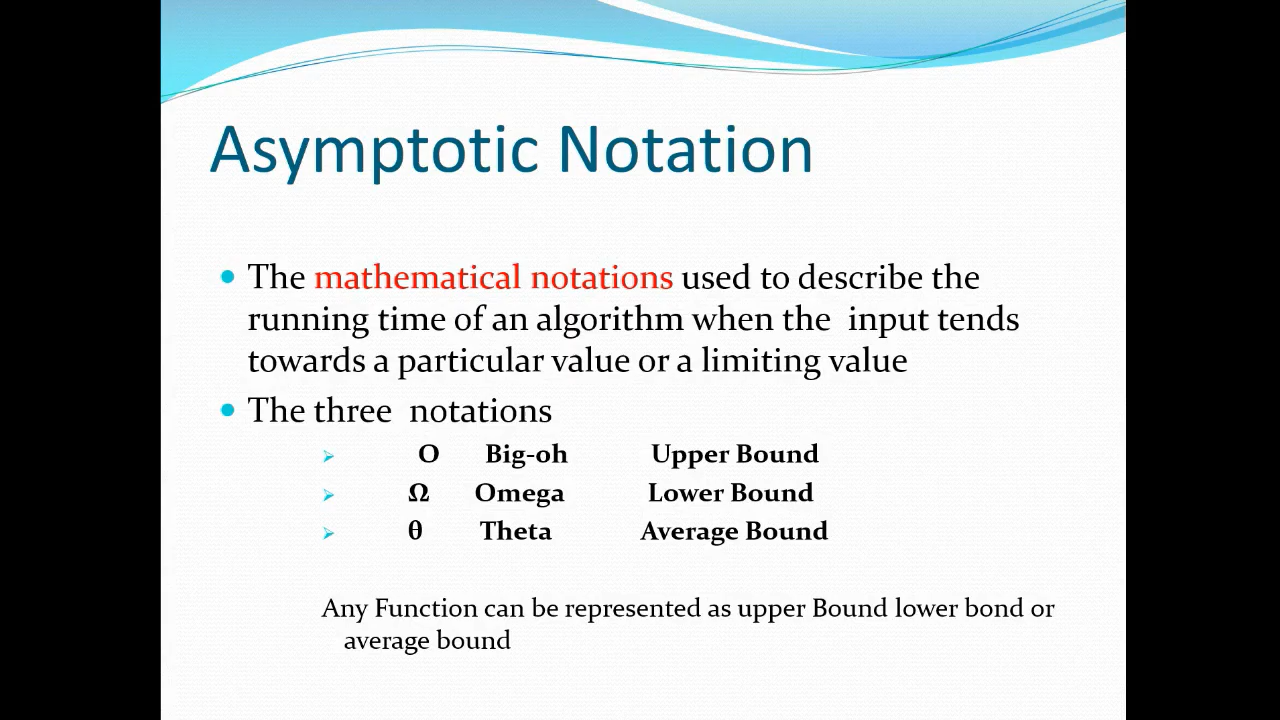 Asymptotic Notation
The mathematical notations used to describe the
running time of an algorithm when the input tends
towards a particular value or a limiting value
The three notations
O Big-oh Upper Bound
Ω Omega Lower Bound
θ Theta Average Bound
Any Function can be represented as upper Bound lower bond or
average bound